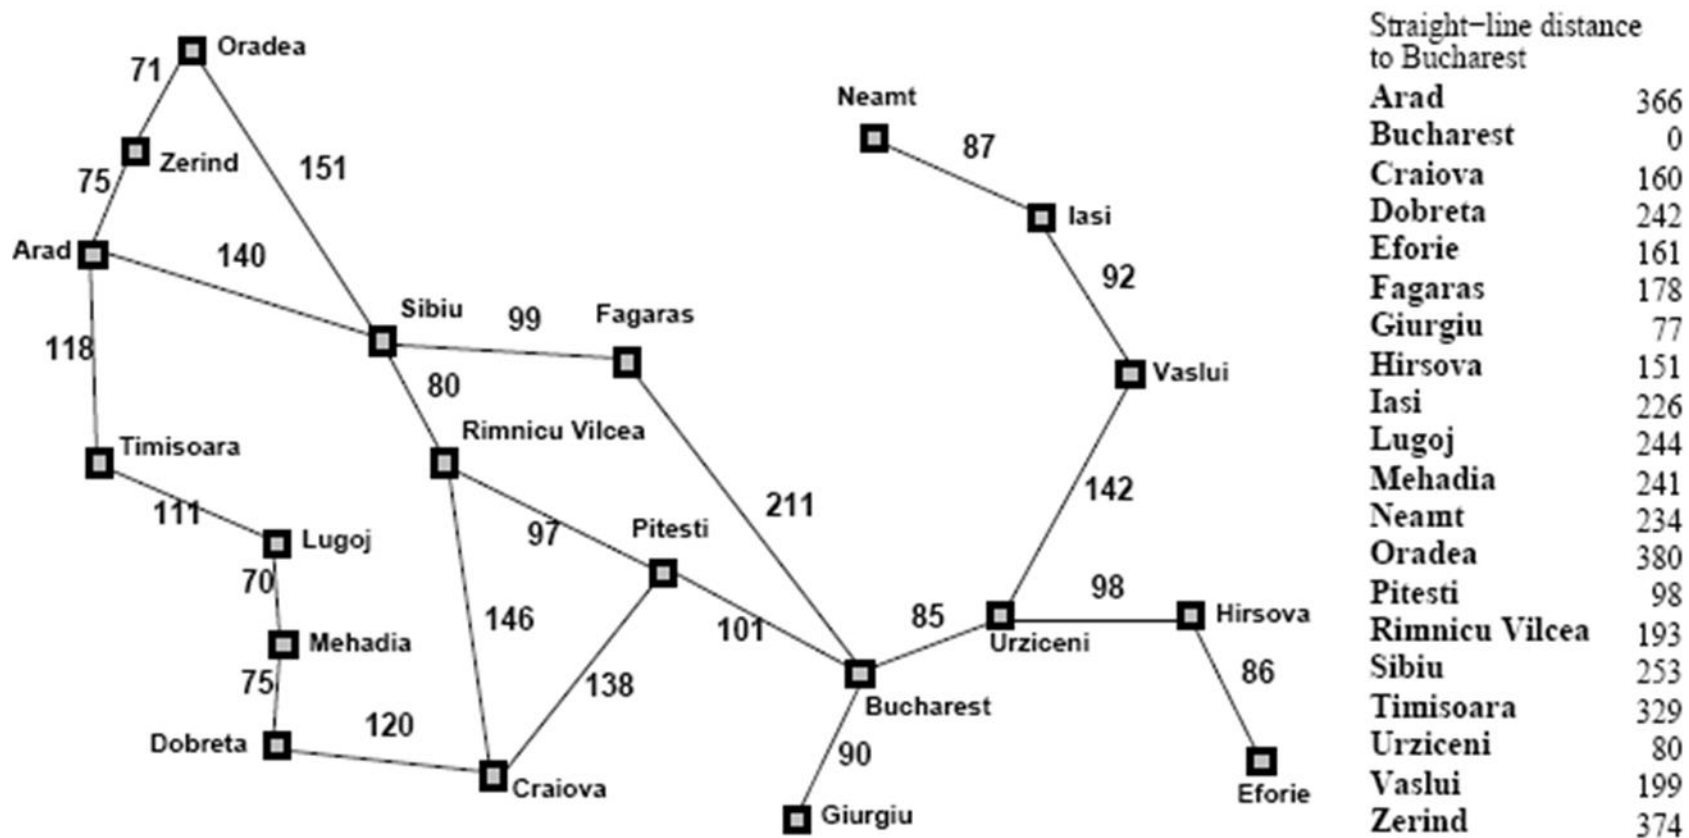 Oradea
71
Neamt
87
Zerind
151
75
Iasi
Arad
140
92
Sibiu
99
Fagaras
118
80
Vaslui
Timisoara
Rimnicu Vilcea
142
111
211
Lugoj
97
Pitesti
70
98
Hirsova
146
101
85
Urziceni
Mehadia
86
75
138
Bucharest
120
Dobreta
90
Craiova
Eforie
Giurgiu
Straight-line distance
to Bucharest
Arad 366
Bucharest 0
Craiova 160
Dobreta 242
Eforie 161
Fagaras 178
Giurgiu 77
Hirsova 151
Iasi 226
Lugoj 244
Mehadia 241
Neamt 234
Oradea 380
Pitesti 98
Rimnicu Vilcea 193
Sibiu 253
Timisoara 329
Urziceni 80
Vaslui 199
Zerind 374